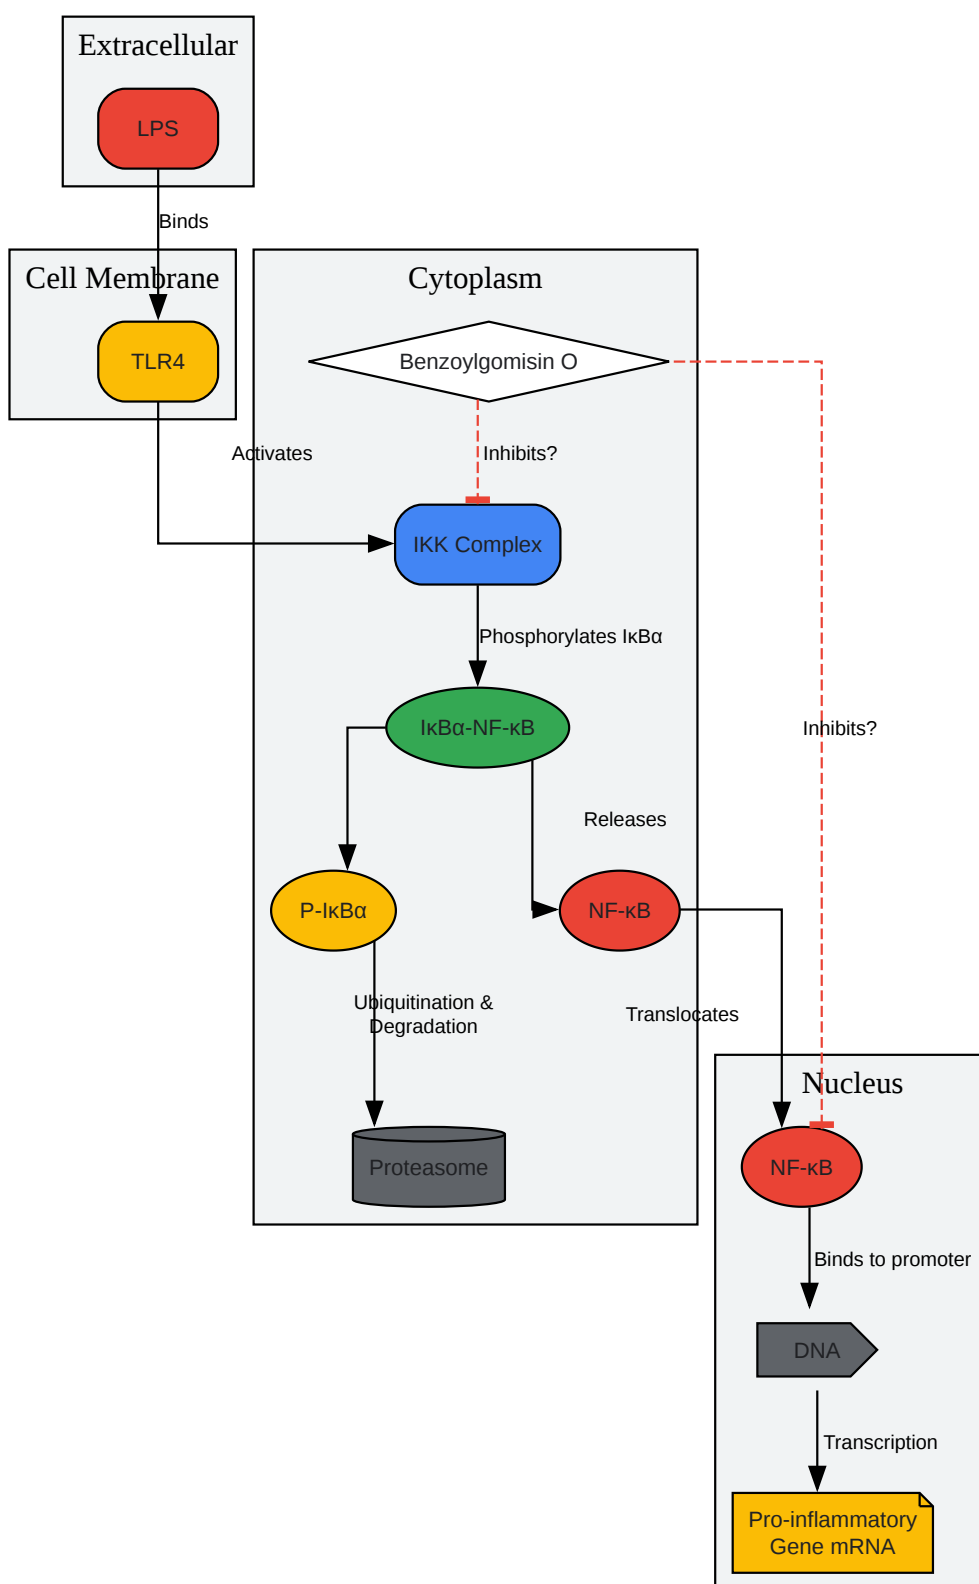 Extracellular
LPS
Binds
Cell Membrane
TLR4
Cytoplasm
Benzoylgomisin O
Activates
Inhibits?
IKK Complex
Phosphorylates IκBα
IκBα-NF-κB
Inhibits?
Releases
P-IκBα
NF-κB
Ubiquitination &
Degradation
Translocates
Proteasome
Nucleus
NF-κB
Binds to promoter
DNA
Transcription
Pro-inflammatory
Gene mRNA